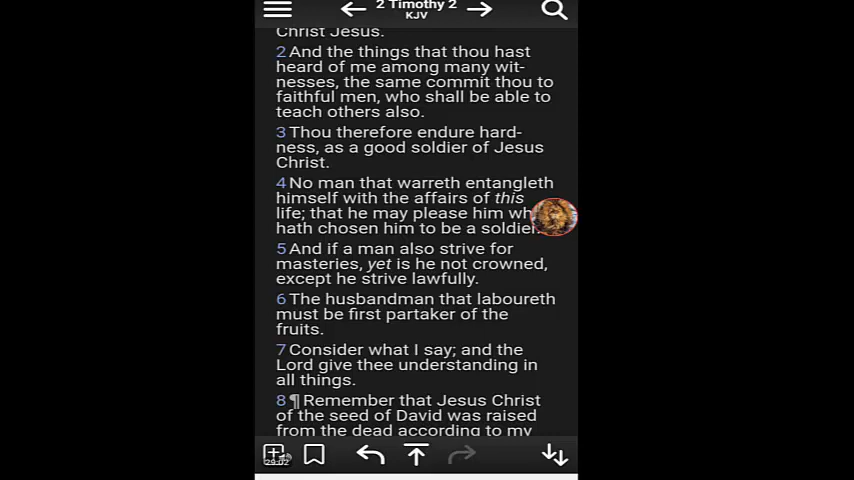 2 Timothy 2
KJV
Christ Jesus.
2 And the things that thou hast
heard of me among many wit-
nesses, the same commit thou to
faithful men, who shall be able to
teach others also.
3 Thou therefore endure hard-
ness, as a good soldier of Jesus
Christ.
4 No man that warreth entangleth
himself with the affairs of this
life; that he may please him wh
hath chosen him to be a soldier.
5 And if a man also strive for
masteries, yet is he not crowned,
except he strive lawfully.
6 The husbandman that laboureth
must be first partaker of the
fruits.
7 Consider what I say; and the
Lord give thee understanding in
all things.
8 ¶ Remember that Jesus Christ
of the seed of David was raised
from the dead according to my
29:02